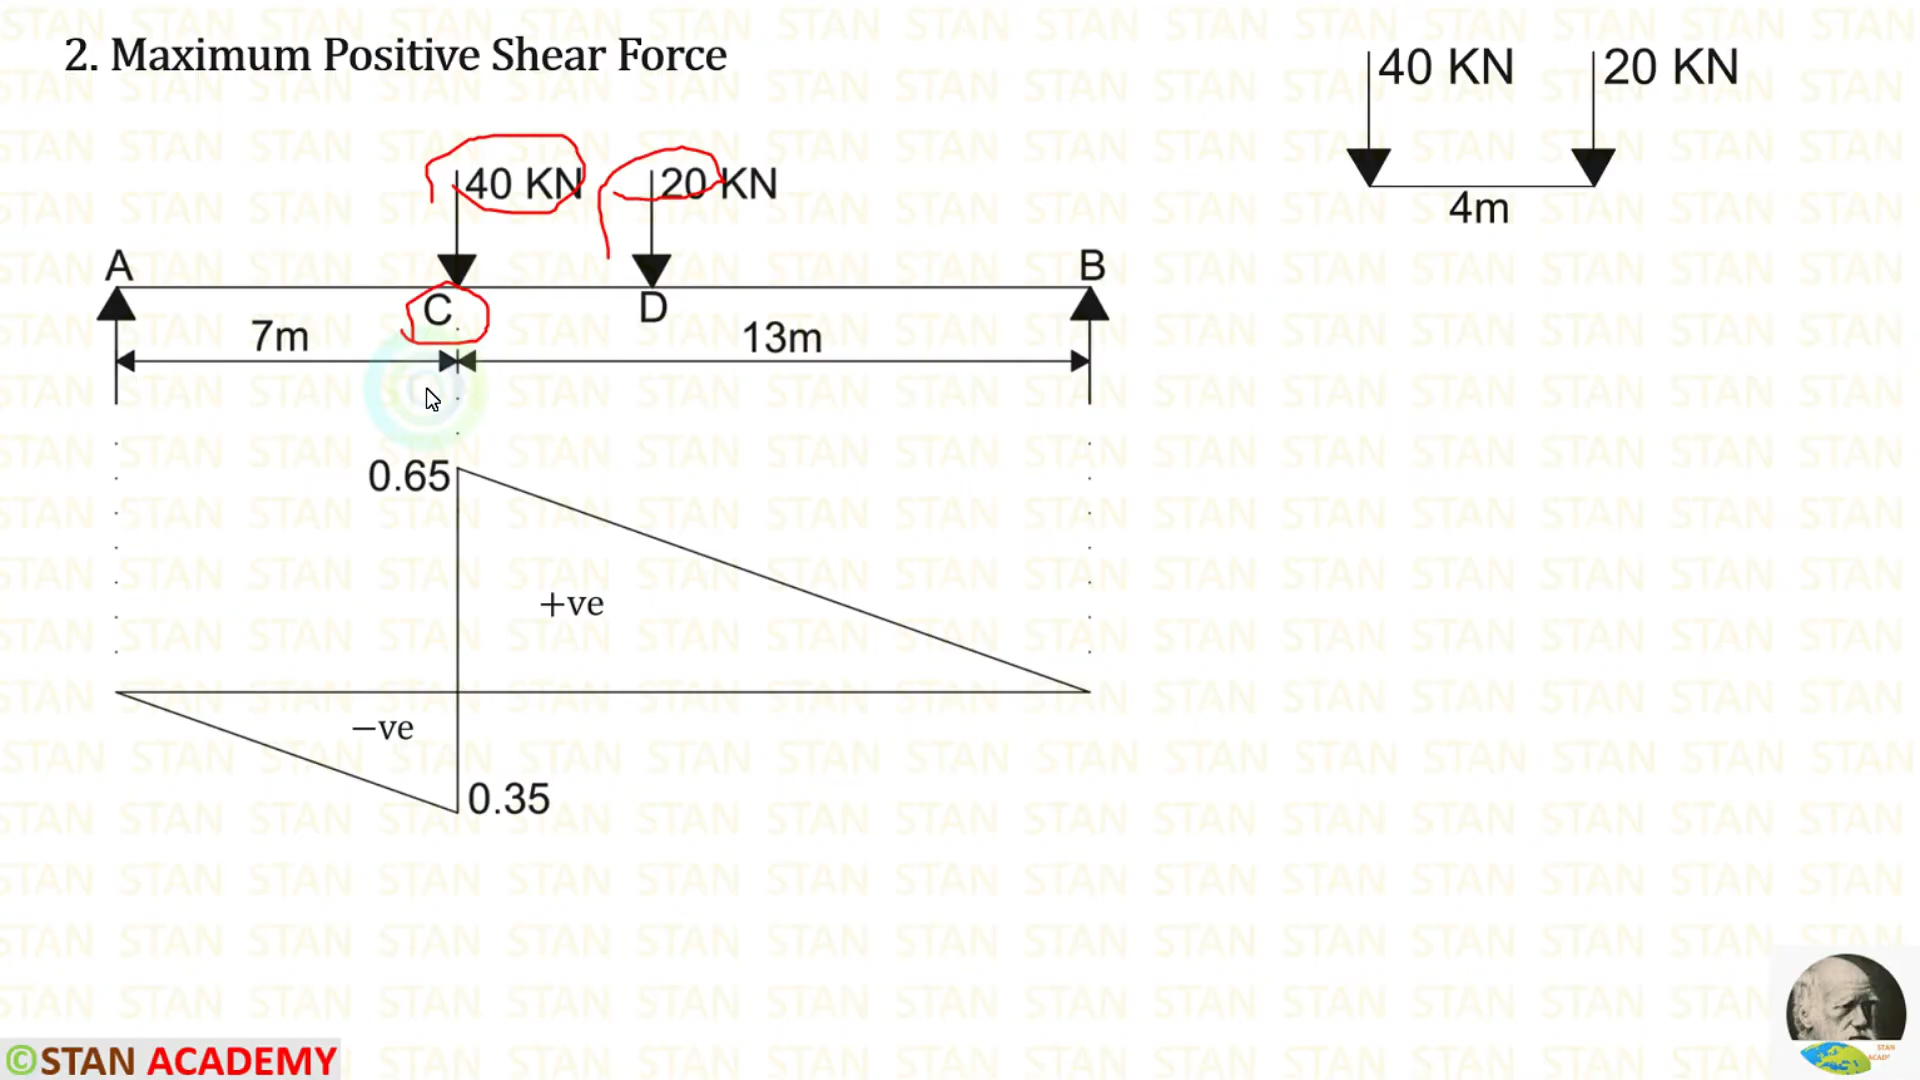 2. Maximum Positive Shear Force
40 KN
20 KN
4m
40 KN
20 KN
A
B
C
D
7m
13m
0.65
+ve
−ve
0.35
©STAN ACADEMY